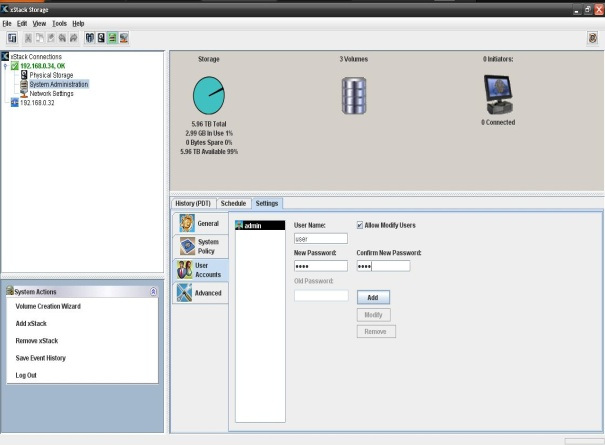 xStack Storage
File Edit View Tools Help
xStack Connections
192.168.0.34, OK
Physical Storage
System Administration
Network Settings
192.168.0.32
Storage
3 Volumes
0 Initiators:
5.96 TB Total
2.99 GB In Use 1%
0 Bytes Spare 0%
5.96 TB Available 99%
0 Connected
History (PDT) Schedule Settings
General
System
Policy
User
Accounts
Advanced
admin
User Name:
Allow Modify Users
user
New Password:
Confirm New Password:
••••
••••
Old Password:
Add
Modify
Remove
System Actions
Volume Creation Wizard
Add xStack
Remove xStack
Save Event History
Log Out